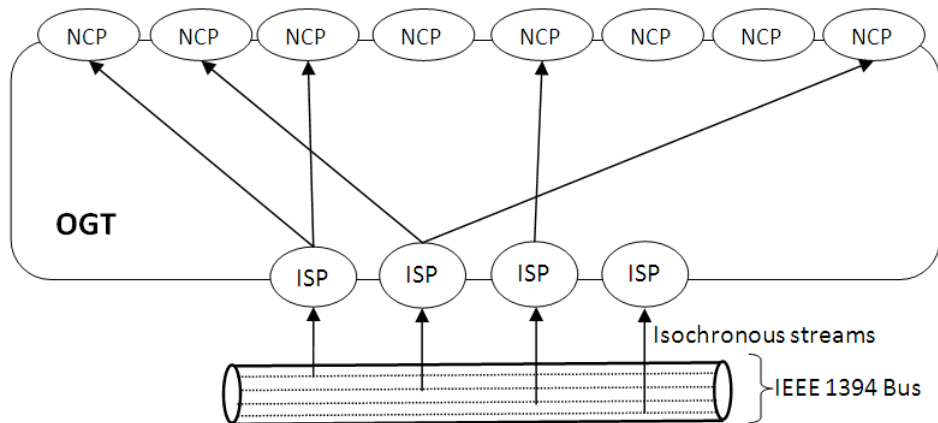 NCP NCP NCP NCP NCP NCP NCP NCP
OGT
ISP ISP ISP ISP
Isochronous streams
IEEE 1394 Bus